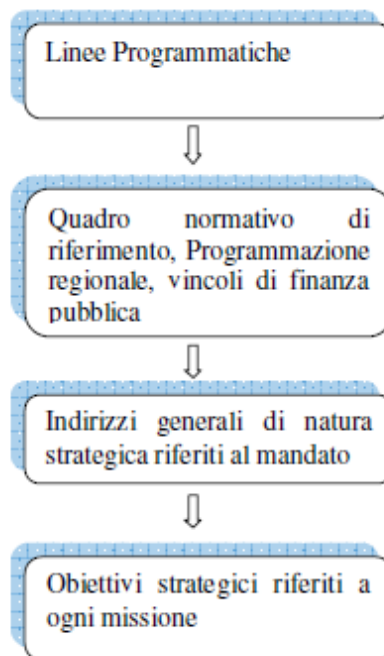 Linee Programmatiche
Quadro normativo di
riferimento, Programmazione
regionale, vincoli di finanza
pubblica
Indirizzi generali di natura
strategica riferiti al mandato
Obiettivi strategici riferiti a
ogni missione